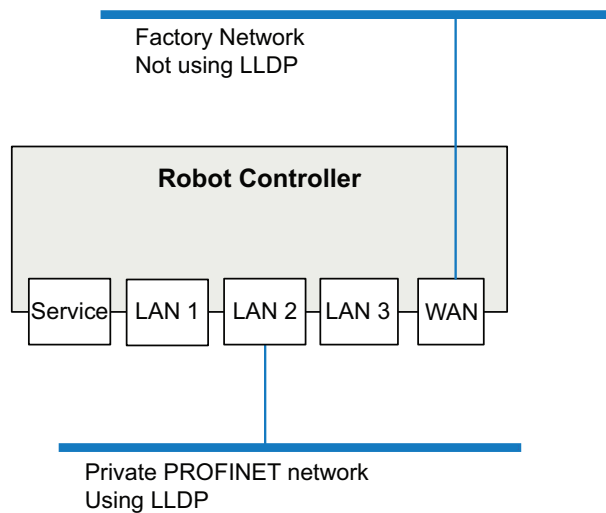 Factory Network
Not using LLDP
Robot Controller
Service
LAN 1
LAN 2
LAN 3
WAN
Private PROFINET network
Using LLDP